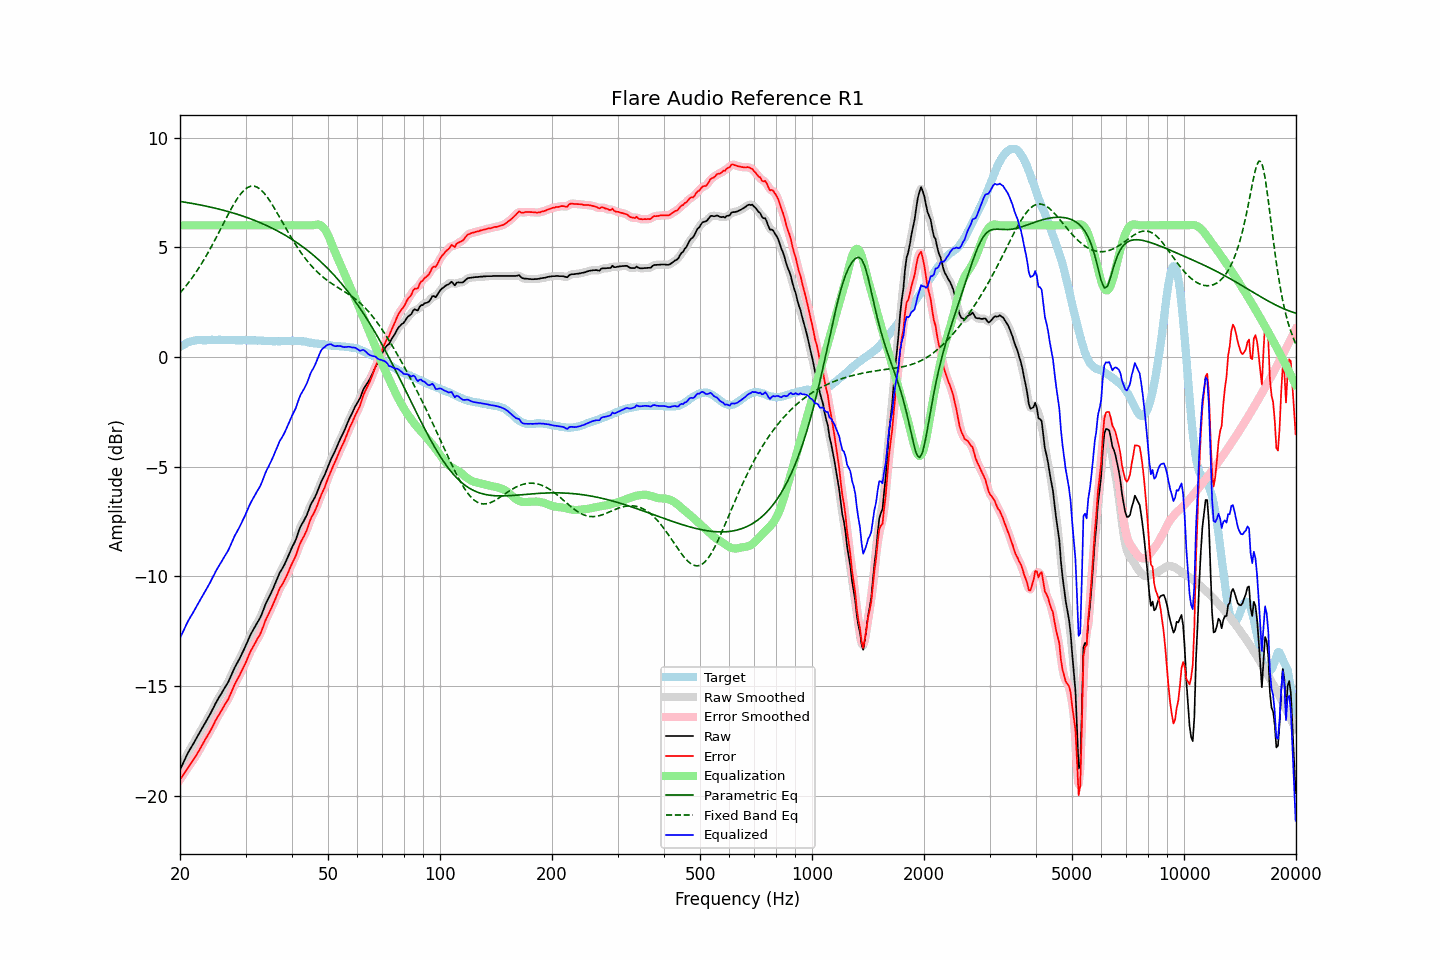 Flare Audio Reference R1
Amplitude (dBr)
10
5
0
−5
−10
−15
−20
Target
Raw Smoothed
Error Smoothed
Raw
Error
Equalization
Parametric Eq
Fixed Band Eq
Equalized
20 50 100 200 500 1000 2000 5000 10000 20000
Frequency (Hz)